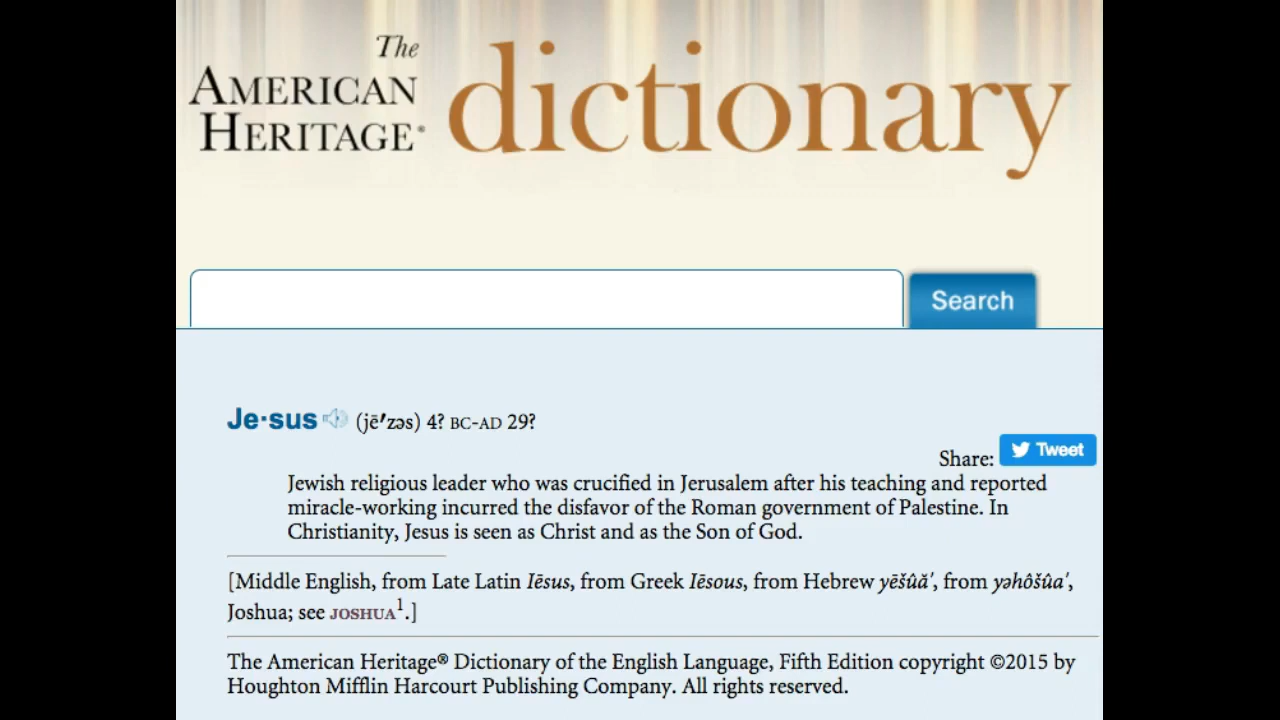 The
AMERICAN
HERITAGE®
dictionary
Search
Je·sus (jē′zəs) 4? BC-AD 29?
Share: Tweet
Jewish religious leader who was crucified in Jerusalem after his teaching and reported
miracle-working incurred the disfavor of the Roman government of Palestine. In
Christianity, Jesus is seen as Christ and as the Son of God.
[Middle English, from Late Latin Iēsus, from Greek Iēsous, from Hebrew yēšûă', from yəhôšûa',
Joshua; see JOSHUA1.]
The American Heritage® Dictionary of the English Language, Fifth Edition copyright ©2015 by
Houghton Mifflin Harcourt Publishing Company. All rights reserved.